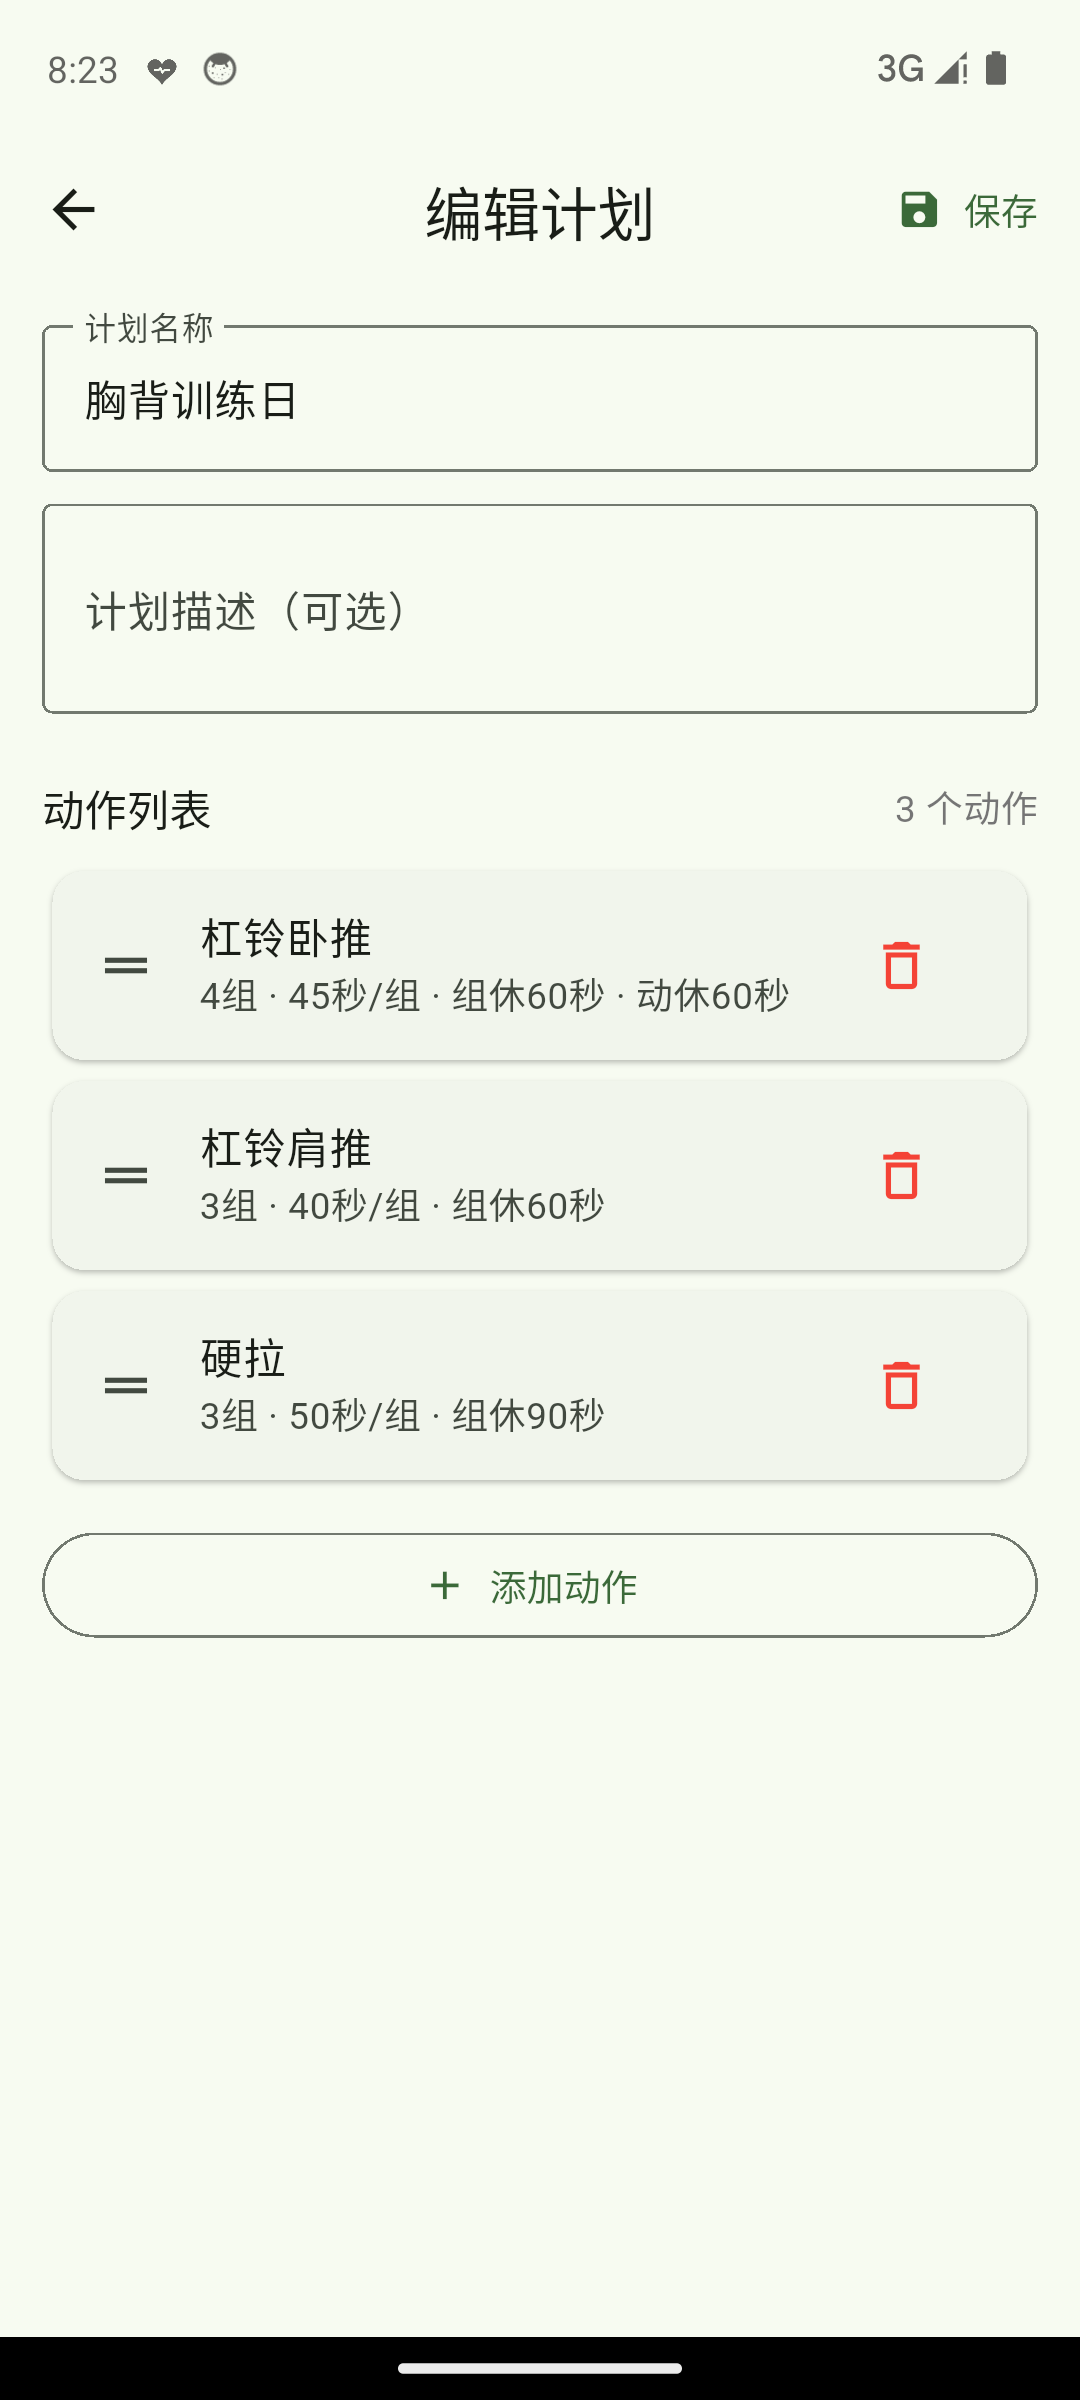 8:23
3G
编辑计划
保存
计划名称
胸背训练日
计划描述（可选）
动作列表
3 个动作
杠铃卧推
4组 · 45秒/组 · 组休60秒 · 动休60秒
杠铃肩推
3组 · 40秒/组 · 组休60秒
硬拉
3组 · 50秒/组 · 组休90秒
添加动作